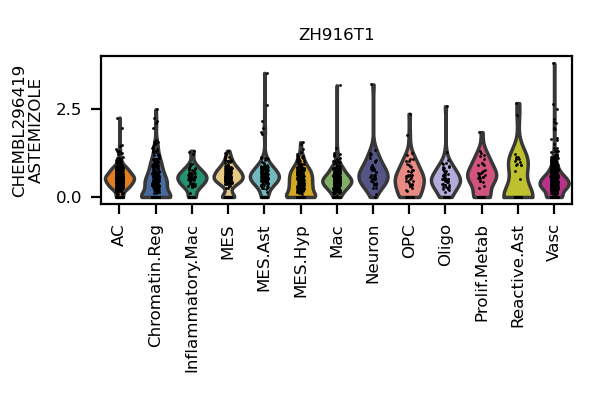 ZH916T1
CHEMBL296419
ASTEMIZOLE
2.5
0.0
AC
Chromatin.Reg
Inflammatory.Mac
MES
MES.Ast
MES.Hyp
Mac
Neuron
OPC
Oligo
Prolif.Metab
Reactive.Ast
Vasc